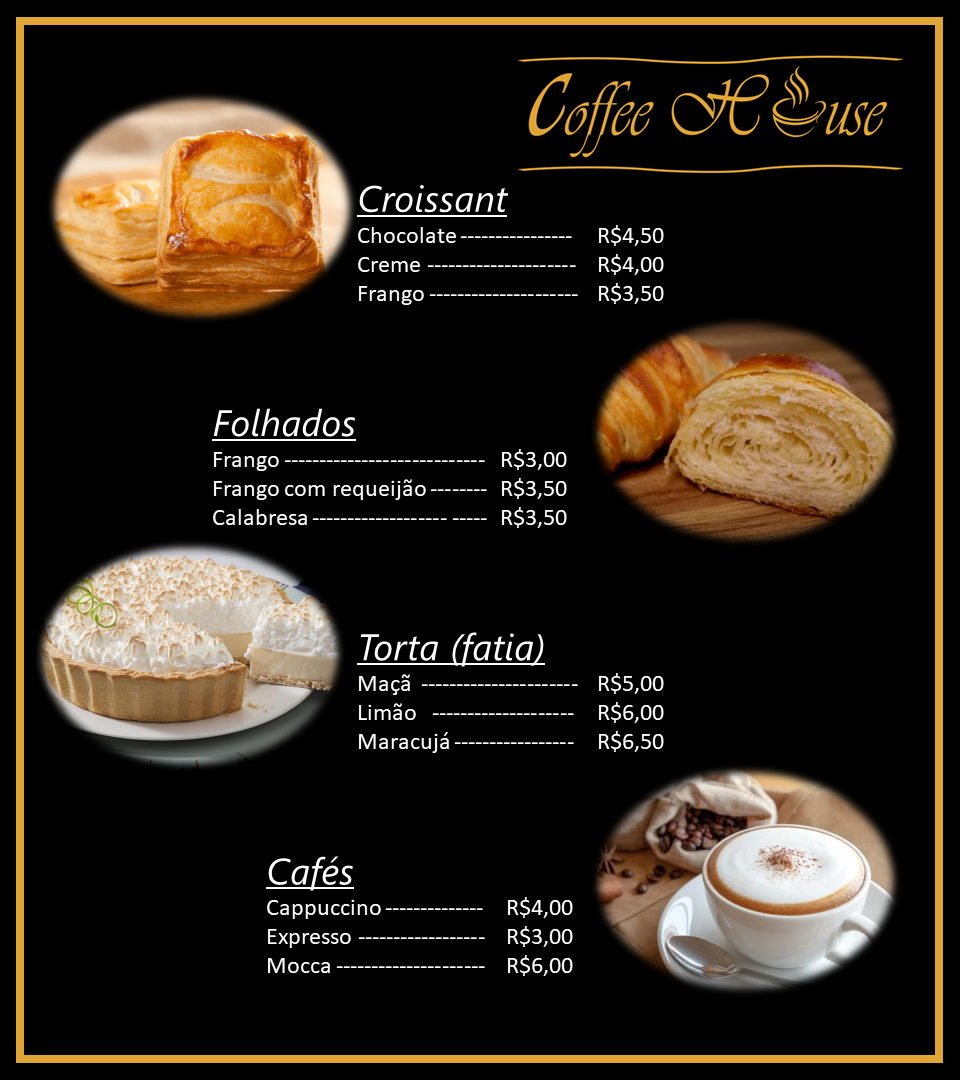 Coffee House
Croissant
Chocolate ---------------- R$4,50
Creme --------------------- R$4,00
Frango --------------------- R$3,50
Folhados
Frango ---------------------------- R$3,00
Frango com requeijão -------- R$3,50
Calabresa ------------------- ----- R$3,50
Torta (fatia)
Maçã ---------------------- R$5,00
Limão -------------------- R$6,00
Maracujá ----------------- R$6,50
Cafés
Cappuccino -------------- R$4,00
Expresso ------------------ R$3,00
Mocca --------------------- R$6,00